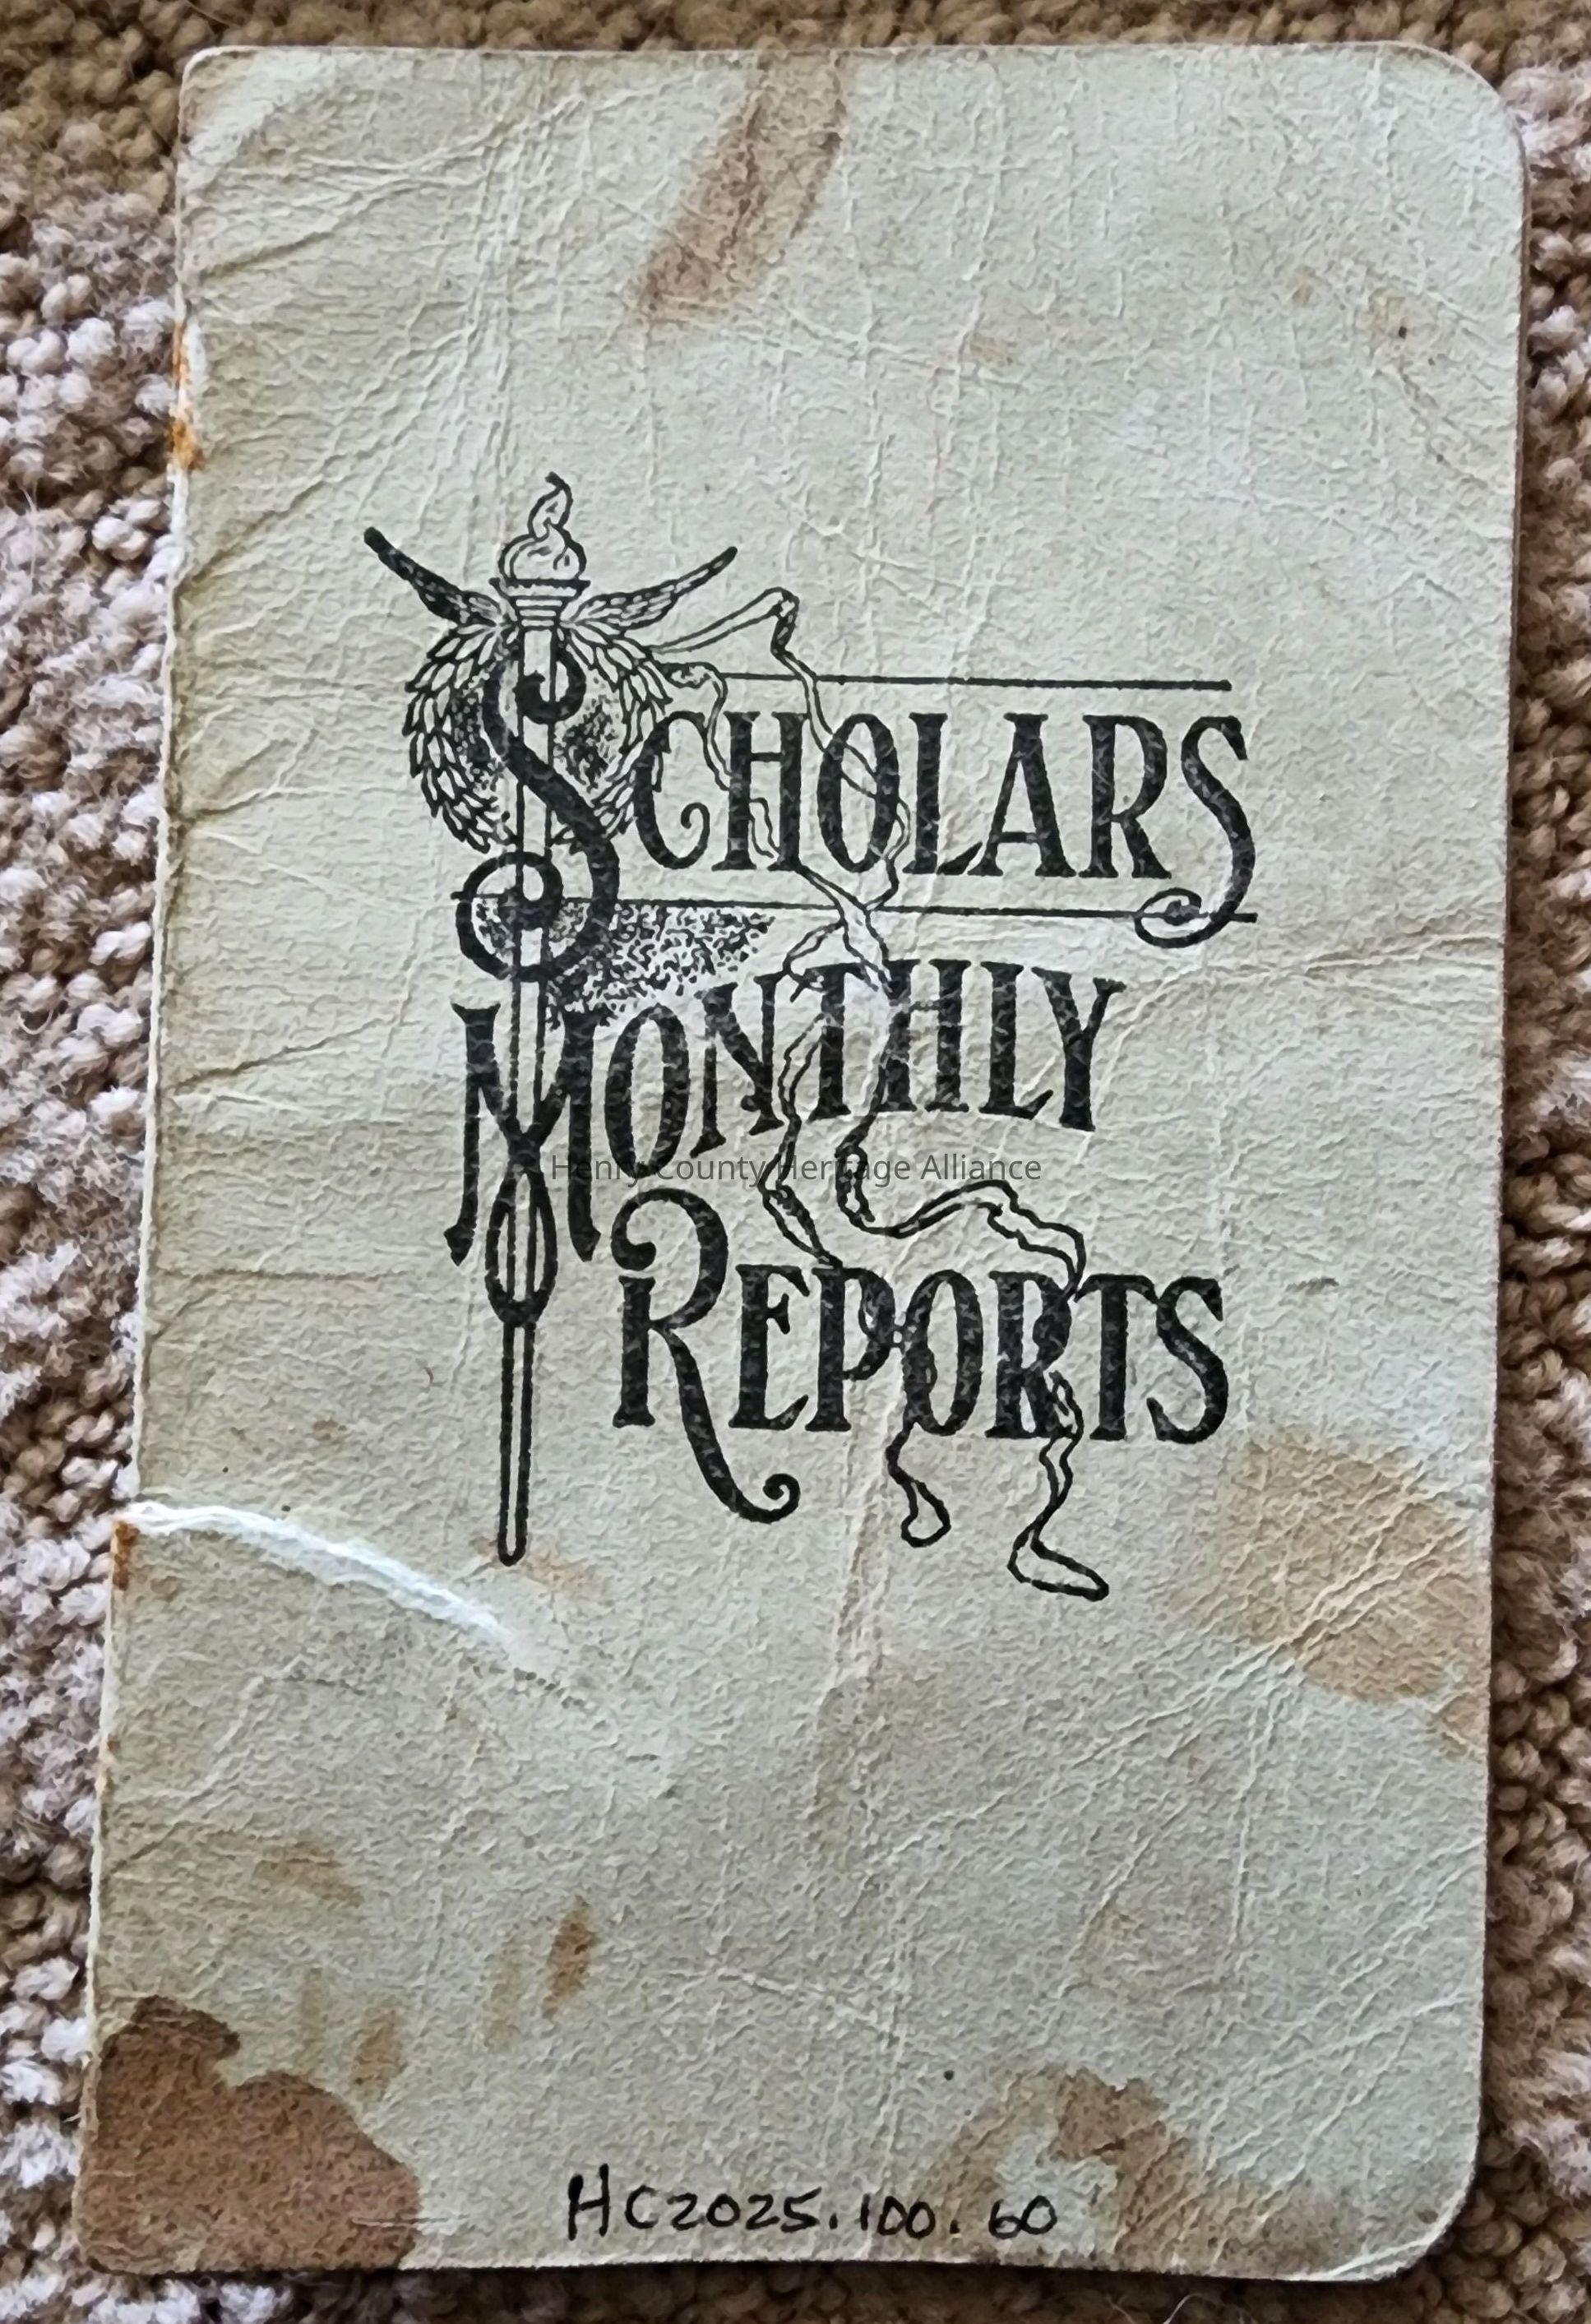 SCHOLARS
MONTHLY
Henry County Heritage Alliance
REPORTS
HC2025.100.60